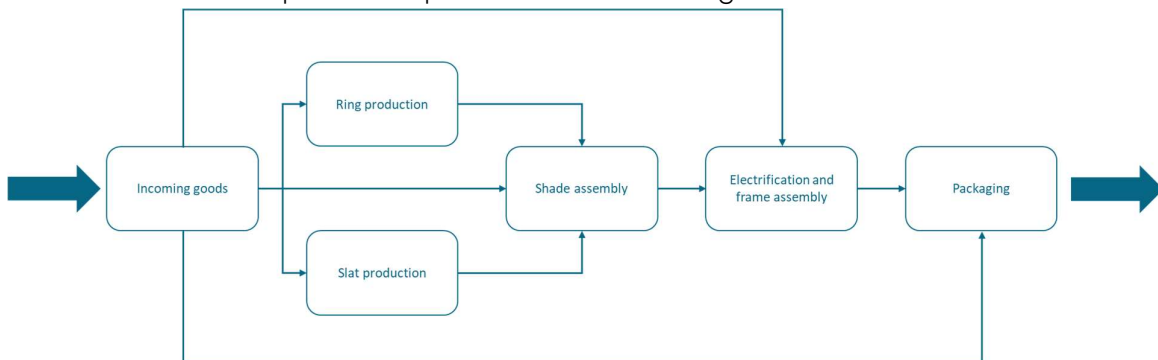 Ring production
Incoming goods
Shade assembly
Electrification and
frame assembly
Packaging
Slat production